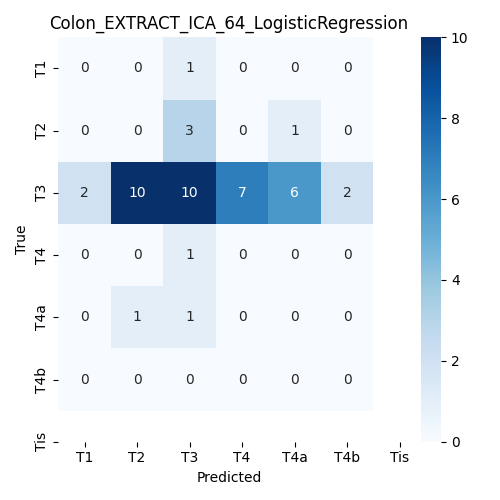 Colon_EXTRACT_ICA_64_LogisticRegression
T1 0 0 1 0 0 0
T2 0 0 3 0 1 0
T3 2 10 10 7 6 2
T4 0 0 1 0 0 0
T4a 0 1 1 0 0 0
T4b 0 0 0 0 0 0
Tis
T1 T2 T3 T4 T4a T4b Tis
Predicted
True
10
8
6
4
2
0